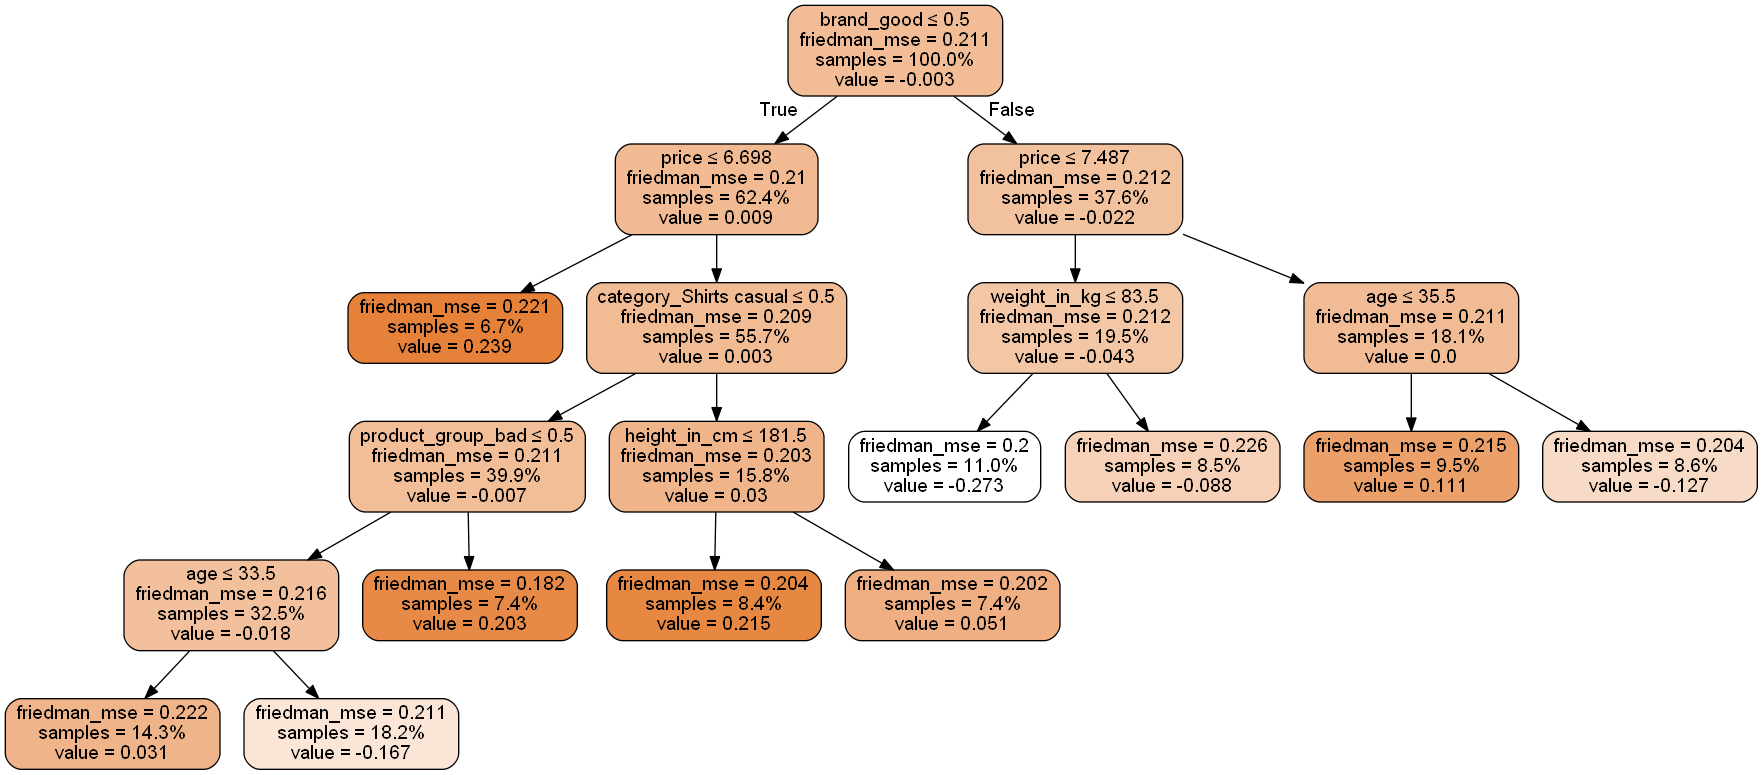 brand_good ≤ 0.5
friedman_mse = 0.211
samples = 100.0%
value = -0.003
True
False
price ≤ 6.698
friedman_mse = 0.21
samples = 62.4%
value = 0.009
price ≤ 7.487
friedman_mse = 0.212
samples = 37.6%
value = -0.022
friedman_mse = 0.221
samples = 6.7%
value = 0.239
category_Shirts casual ≤ 0.5
friedman_mse = 0.209
samples = 55.7%
value = 0.003
weight_in_kg ≤ 83.5
friedman_mse = 0.212
samples = 19.5%
value = -0.043
age ≤ 35.5
friedman_mse = 0.211
samples = 18.1%
value = 0.0
product_group_bad ≤ 0.5
friedman_mse = 0.211
samples = 39.9%
value = -0.007
height_in_cm ≤ 181.5
friedman_mse = 0.203
samples = 15.8%
value = 0.03
friedman_mse = 0.2
samples = 11.0%
value = -0.273
friedman_mse = 0.226
samples = 8.5%
value = -0.088
friedman_mse = 0.215
samples = 9.5%
value = 0.111
friedman_mse = 0.204
samples = 8.6%
value = -0.127
age ≤ 33.5
friedman_mse = 0.216
samples = 32.5%
value = -0.018
friedman_mse = 0.182
samples = 7.4%
value = 0.203
friedman_mse = 0.204
samples = 8.4%
value = 0.215
friedman_mse = 0.202
samples = 7.4%
value = 0.051
friedman_mse = 0.222
samples = 14.3%
value = 0.031
friedman_mse = 0.211
samples = 18.2%
value = -0.167